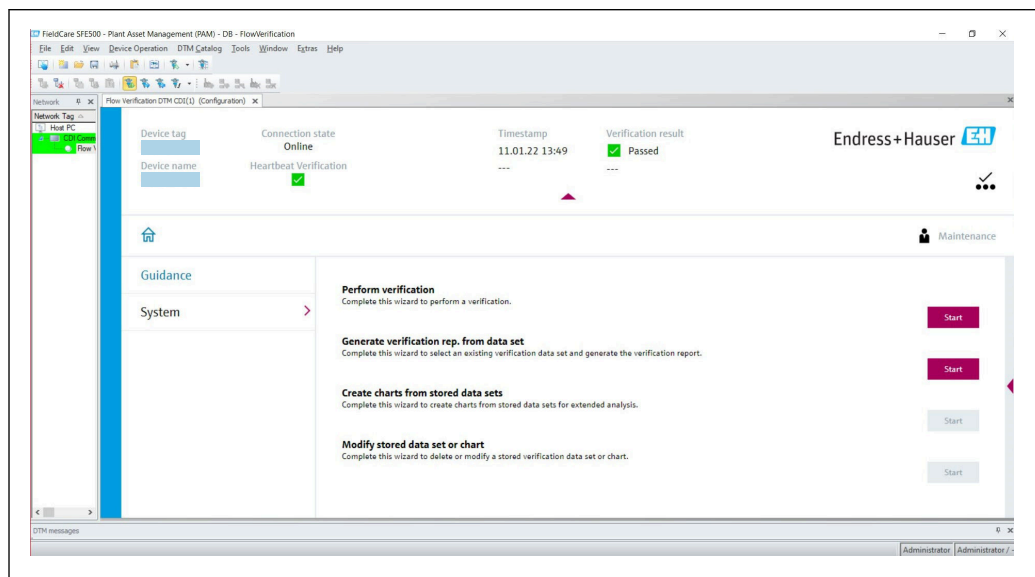 FieldCare SFE500 - Plant Asset Management (PAM) - DB - FlowVerification
File Edit View Device Operation DTM Catalog Tools Window Extras Help
Network
Flow Verification DTM CDI(1) (Configuration)
Network Tag
Host PC
CDI Comm
Flow V
Device tag
Connection state
Online
Timestamp
11.01.22 13:49
Verification result
Passed
Endress+Hauser
EH
Device name
Heartbeat Verification
---
---
Maintenance
Guidance
System
Perform verification
Complete this wizard to perform a verification.
Start
Generate verification rep. from data set
Complete this wizard to select an existing verification data set and generate the verification report.
Start
Create charts from stored data sets
Complete this wizard to create charts from stored data sets for extended analysis.
Start
Modify stored data set or chart
Complete this wizard to delete or modify a stored verification data set or chart.
Start
DTM messages
Administrator
Administrator / -